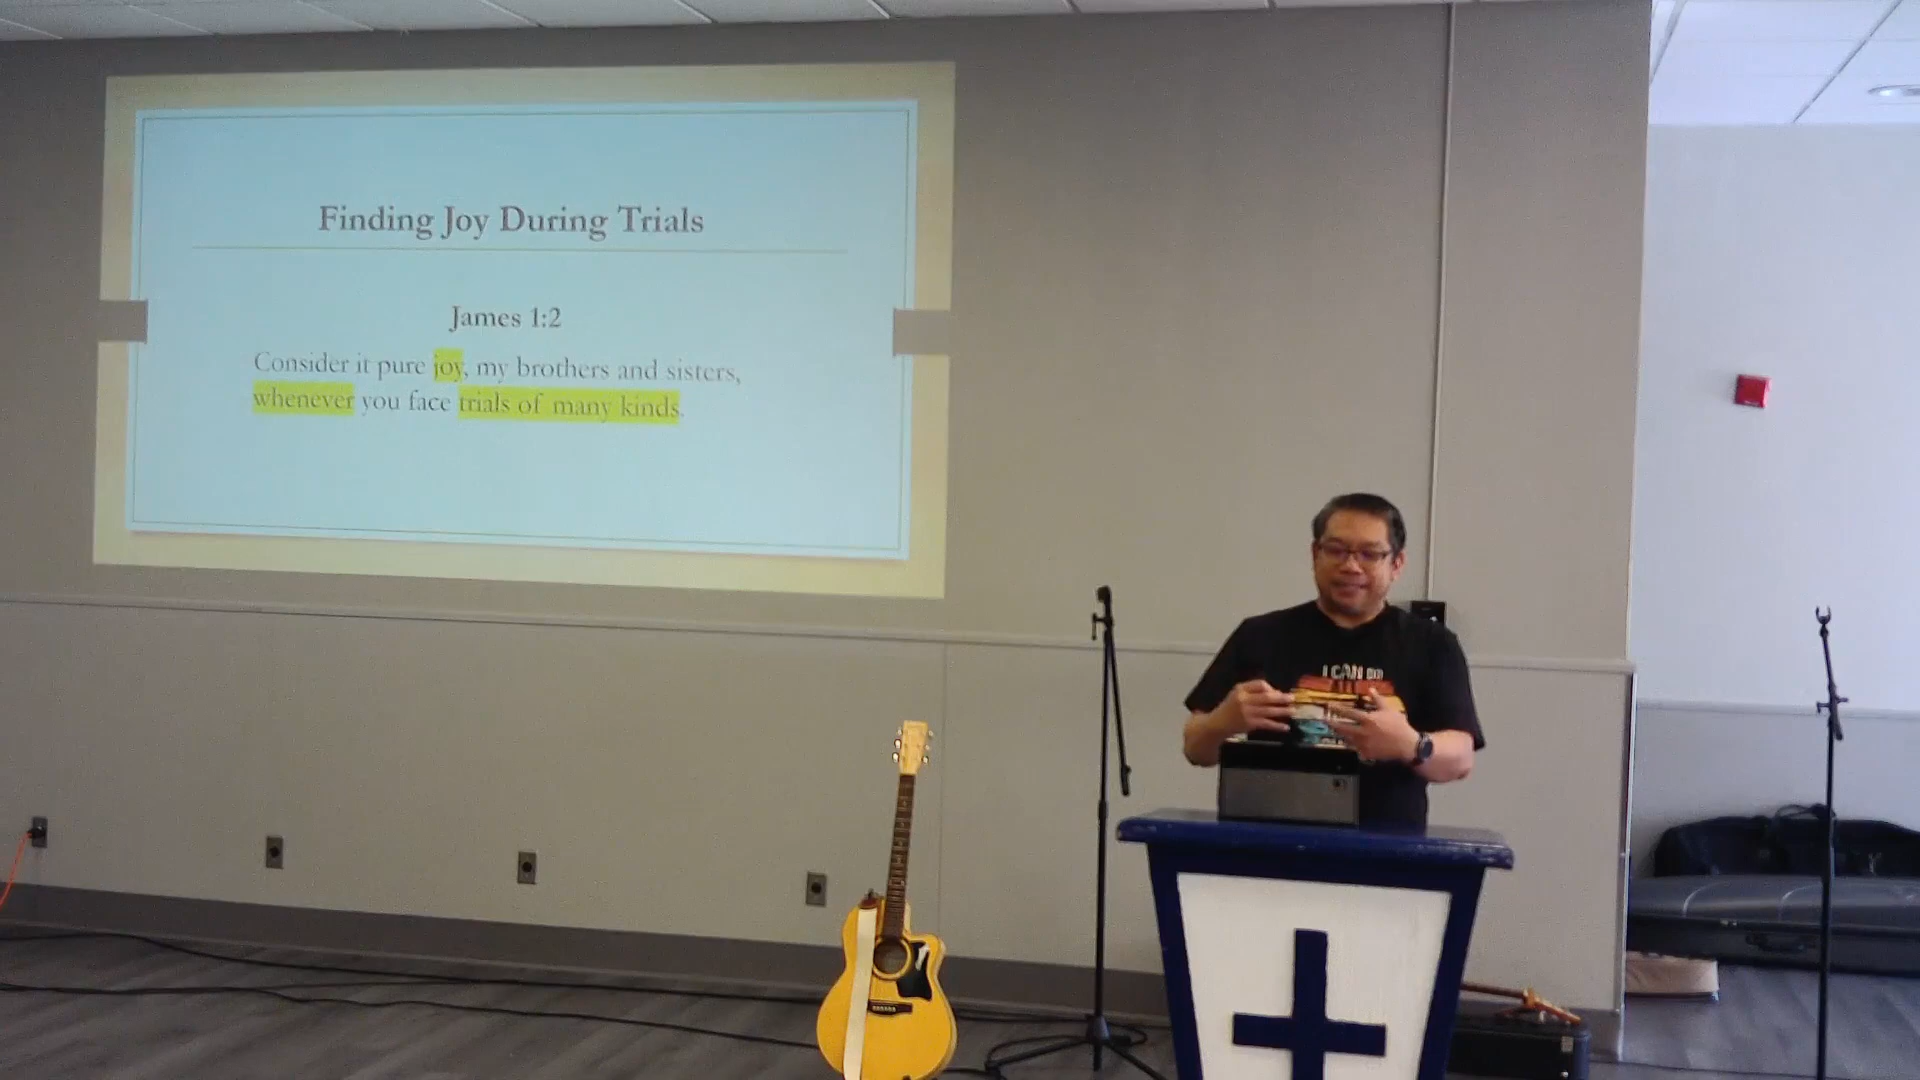 Finding Joy During Trials
James 1:2
Consider it pure joy, my brothers and sisters,
whenever you face trials of many kinds.
I CAN DO